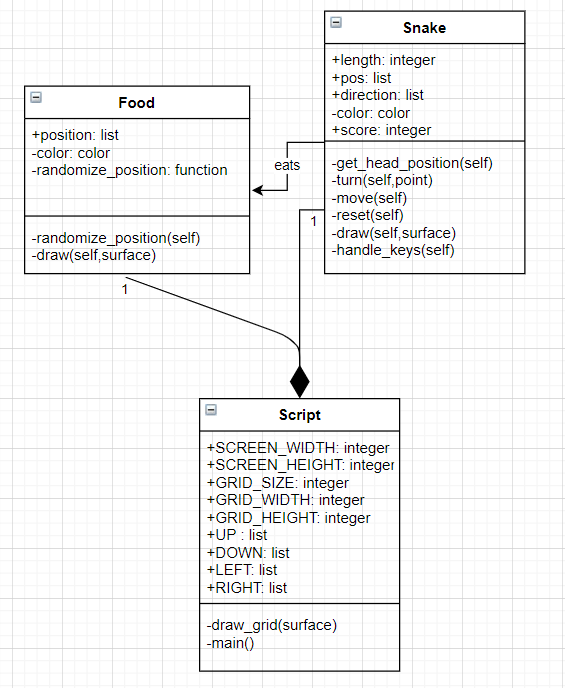 Snake
+length: integer
+pos: list
+direction: list
-color: color
+score: integer
-get_head_position(self)
-turn(self,point)
-move(self)
-reset(self)
-draw(self,surface)
-handle_keys(self)
Food
+position: list
-color: color
-randomize_position: function
-randomize_position(self)
-draw(self,surface)
eats
1
1
Script
+SCREEN_WIDTH: integer
+SCREEN_HEIGHT: integer
+GRID_SIZE: integer
+GRID_WIDTH: integer
+GRID_HEIGHT: integer
+UP : list
+DOWN: list
+LEFT: list
+RIGHT: list
-draw_grid(surface)
-main()